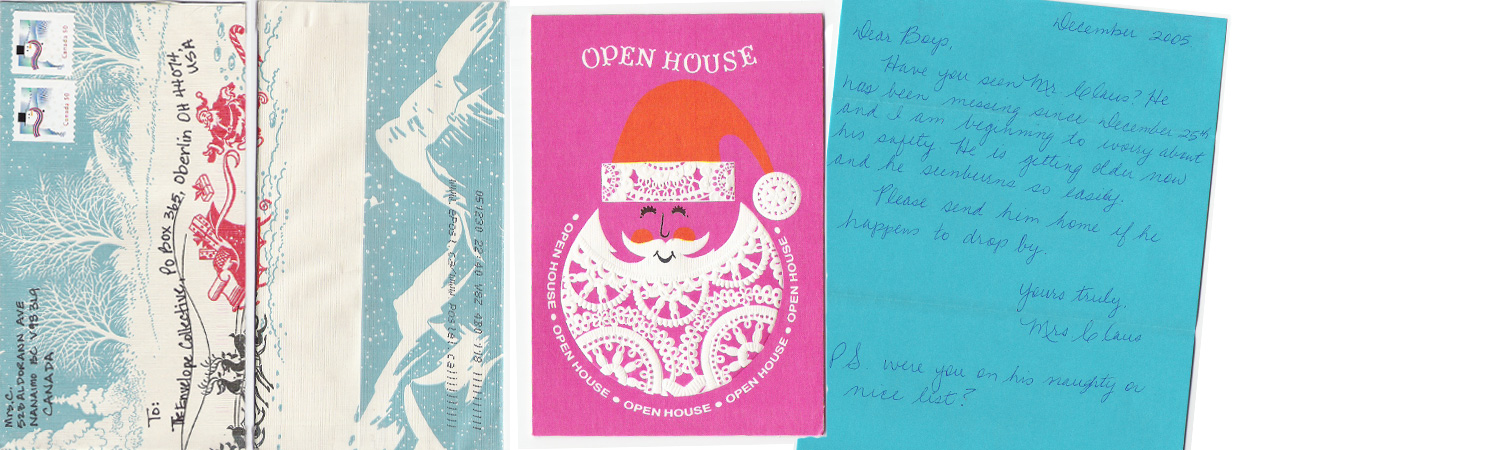 Canada 50
Canada 50
Mrs. C.
528 ALDORANN AVE
NANAIMO BC V9S 3L9
CANADA
To:
The Envelope Collective, PO Box 365, Oberlin OH 44074,
USA
OPEN HOUSE
OPEN HOUSE • OPEN HOUSE • OPEN HOUSE • OPEN HOUSE • OPEN HOUSE
December 2005
Dear Boys,
Have you seen Mr. Claus? He
has been missing since December 25th
and I am beginning to worry about
his safety. He is getting older now
and he sunburns so easily.
Please send him home if he
happens to drop by.
Yours truly,
Mrs Claus
P.S. were you on his naughty or
nice list?